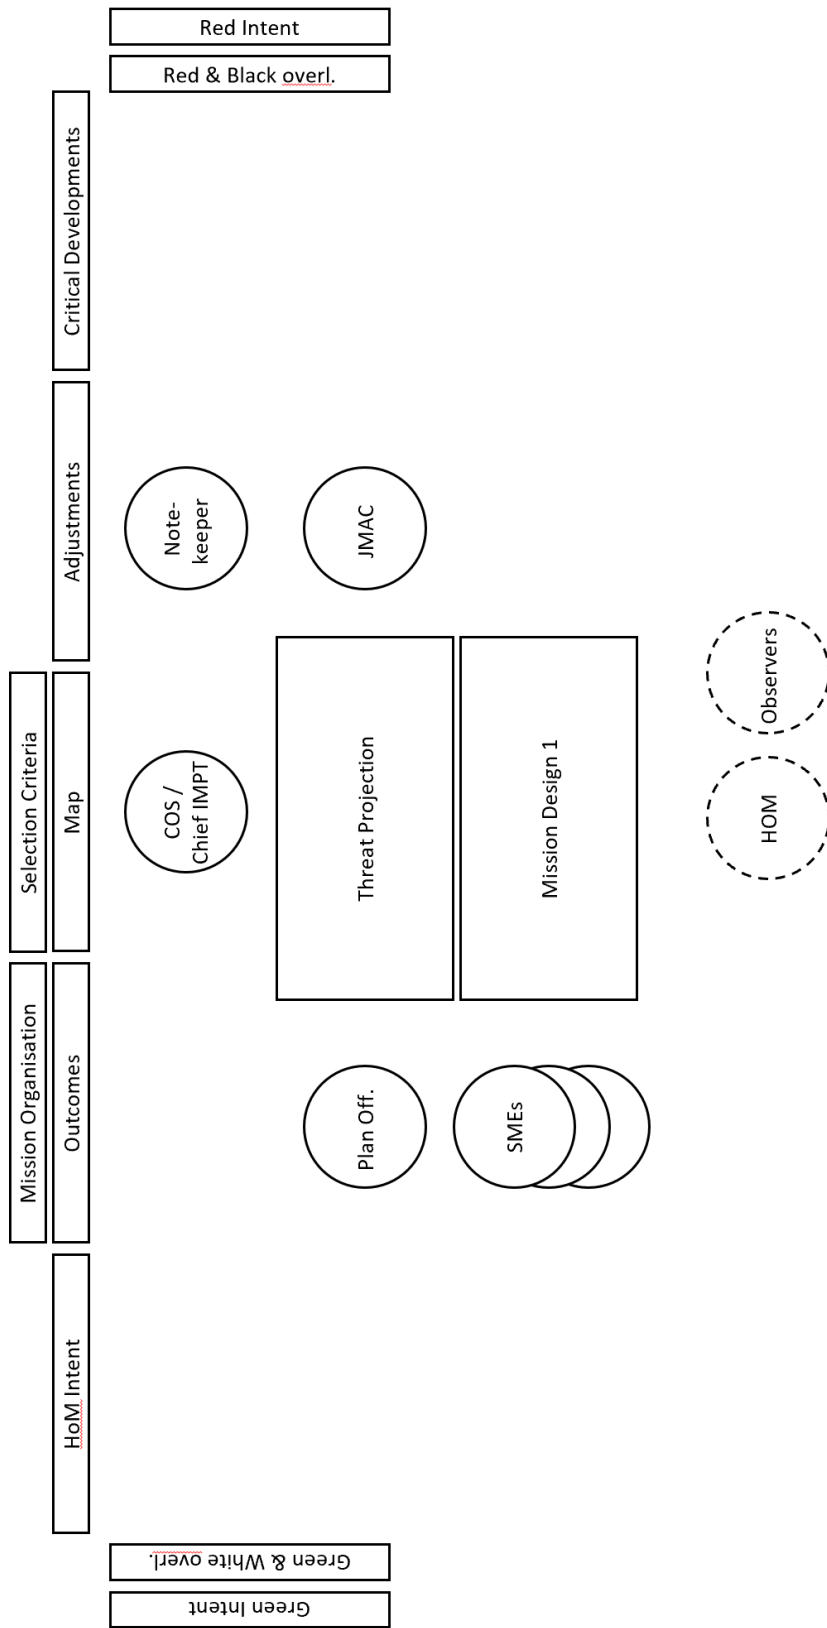 Red Intent
Red & Black overl.
Critical Developments
Adjustments
Note-
keeper
JMAC
Selection Criteria
Map
COS /
Chief IMPT
Threat Projection
Mission Design 1
Observers
HOM
Mission Organisation
Outcomes
Plan Off.
SMEs
HoM Intent
Green & White overl.
Green Intent